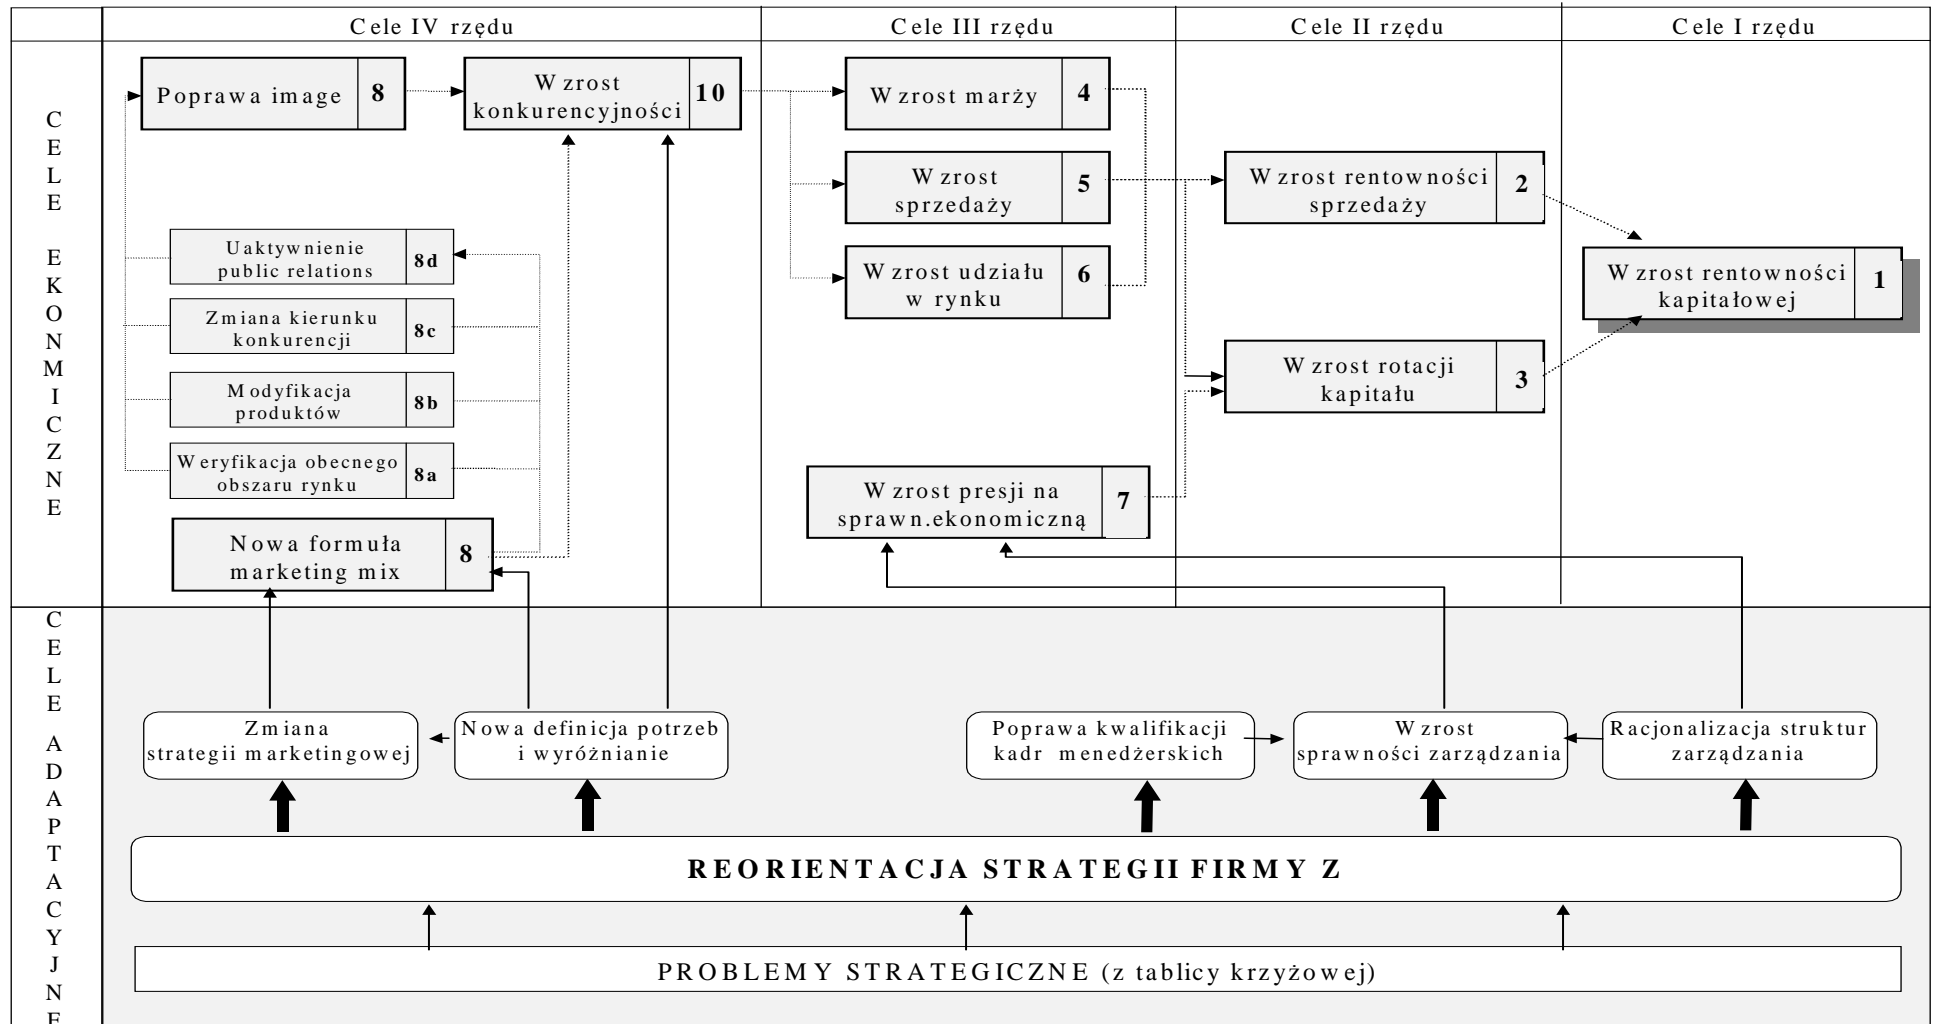 Cele IV rzędu
Cele III rzędu
Cele II rzędu
Cele I rzędu
CELE EKONMICZNE
Poprawa image
8
Wzrost
konkurencyjności
10
Wzrost marży
4
Wzrost
sprzedaży
5
Wzrost udziału
w rynku
6
Wzrost rentowności
sprzedaży
2
Wzrost rentowności
kapitałowej
1
Wzrost rotacji
kapitału
3
Uaktywnienie
public relations
8d
Zmiana kierunku
konkurencji
8c
Modyfikacja
produktów
8b
Weryfikacja obecnego
obszaru rynku
8a
Nowa formuła
marketing mix
8
Wzrost presji na
sprawn.ekonomiczną
7
CELE ADAPTACYJNE
Zmiana
strategii marketingowej
Nowa definicja potrzeb
i wyróżnianie
Poprawa kwalifikacji
kadr menedżerskich
Wzrost
sprawności zarządzania
Racjonalizacja struktur
zarządzania
REORIENTACJA STRATEGII FIRMY Z
PROBLEMY STRATEGICZNE (z tablicy krzyżowej)